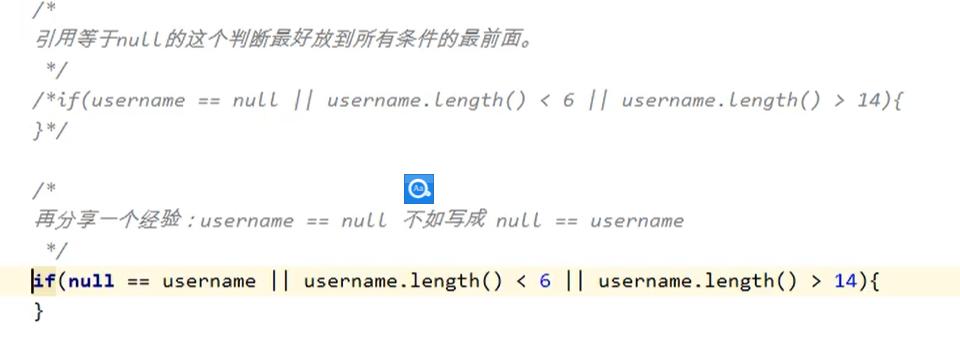 /*
引用等于null的这个判断最好放到所有条件的最前面。
*/
/*if(username == null || username.length() < 6 || username.length() > 14){
}*/
/*
再分享一个经验:username == null 不如写成 null == username
*/
if(null == username || username.length() < 6 || username.length() > 14){
}